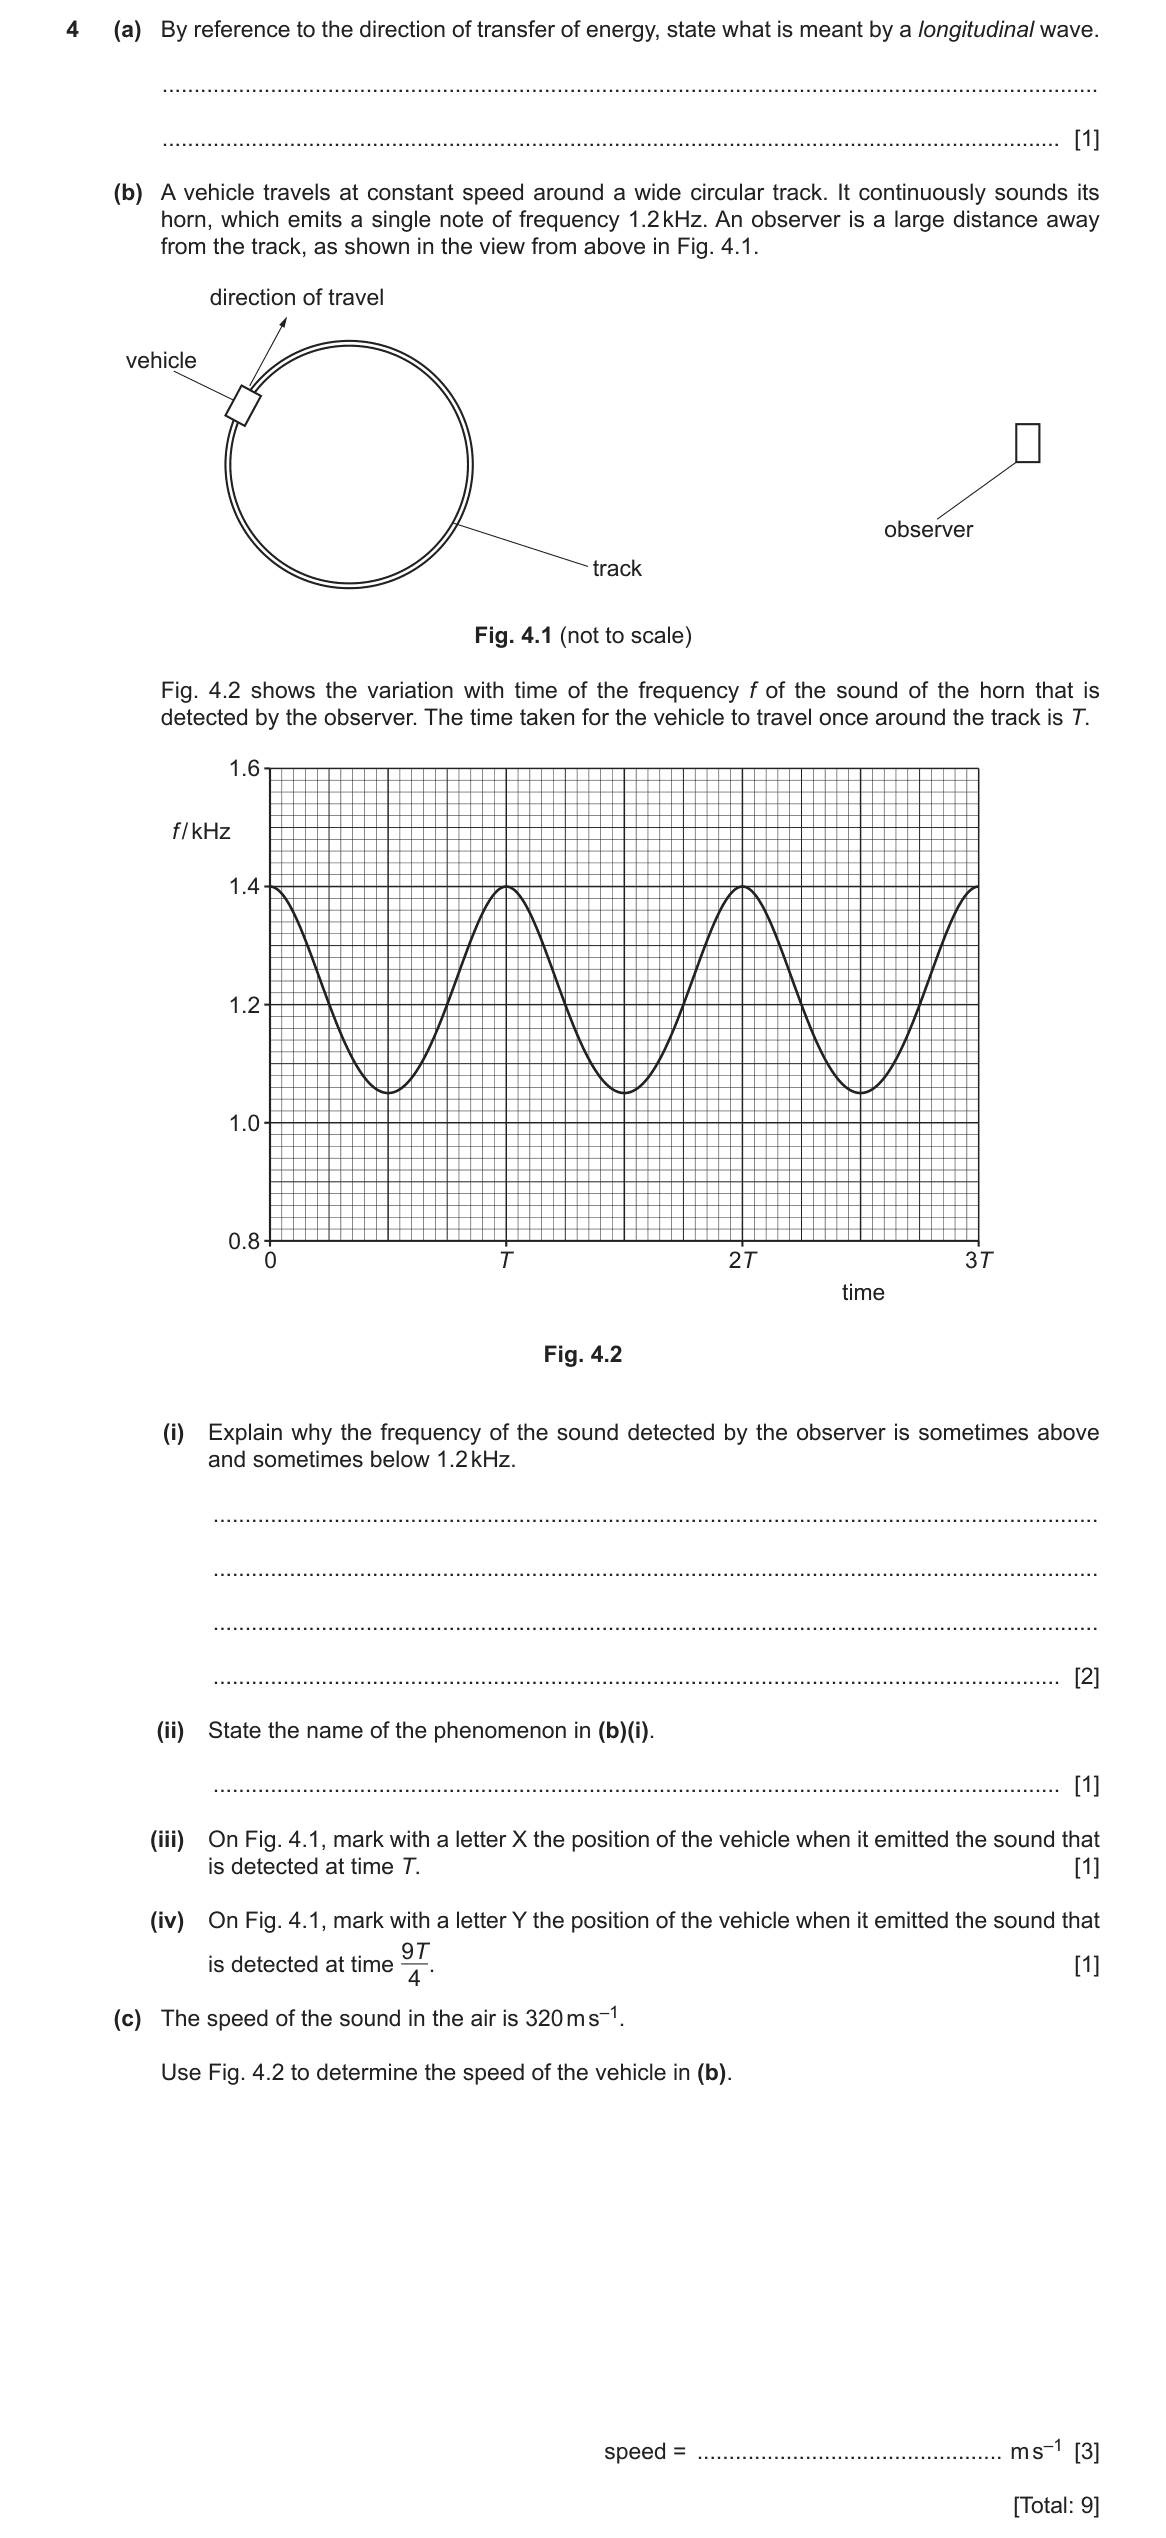 4 (a) By reference to the direction of transfer of energy, state what is meant by a longitudinal wave.
..........................................................................................................................................
..................................................................................................................................... [1]
(b) A vehicle travels at constant speed around a wide circular track. It continuously sounds its
horn, which emits a single note of frequency 1.2 kHz. An observer is a large distance away
from the track, as shown in the view from above in Fig. 4.1.
direction of travel
vehicle
observer
track
Fig. 4.1 (not to scale)
Fig. 4.2 shows the variation with time of the frequency f of the sound of the horn that is
detected by the observer. The time taken for the vehicle to travel once around the track is T.
1.6
f / kHz
1.4
1.2
1.0
0.8
0 T 2T 3T
time
Fig. 4.2
(i) Explain why the frequency of the sound detected by the observer is sometimes above
and sometimes below 1.2 kHz.
..........................................................................................................................................
..........................................................................................................................................
..........................................................................................................................................
..................................................................................................................................... [2]
(ii) State the name of the phenomenon in (b)(i).
..................................................................................................................................... [1]
(iii) On Fig. 4.1, mark with a letter X the position of the vehicle when it emitted the sound that
is detected at time T. [1]
(iv) On Fig. 4.1, mark with a letter Y the position of the vehicle when it emitted the sound that
is detected at time 9T/4. [1]
(c) The speed of the sound in the air is 320 m s⁻¹.
Use Fig. 4.2 to determine the speed of the vehicle in (b).
speed = ................................................ m s⁻¹ [3]
[Total: 9]